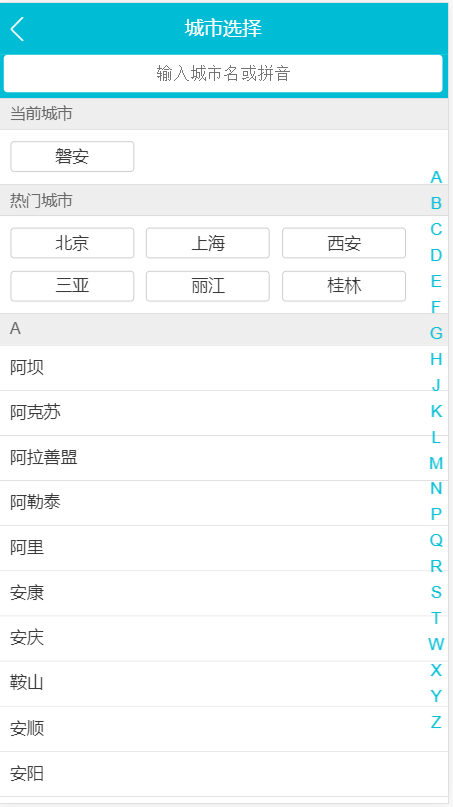 城市选择
输入城市名或拼音
当前城市
磐安
热门城市
北京 上海 西安
三亚 丽江 桂林
A
阿坝
阿克苏
阿拉善盟
阿勒泰
阿里
安康
安庆
鞍山
安顺
安阳
A
B
C
D
E
F
G
H
J
K
L
M
N
P
Q
R
S
T
W
X
Y
Z